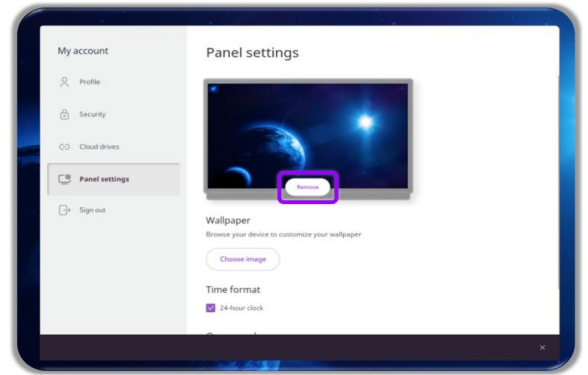 My account
Profile
Security
Cloud drives
Panel settings
Sign out
Panel settings
Remove
Wallpaper
Browse your device to customize your wallpaper
Choose image
Time format
24-hour clock